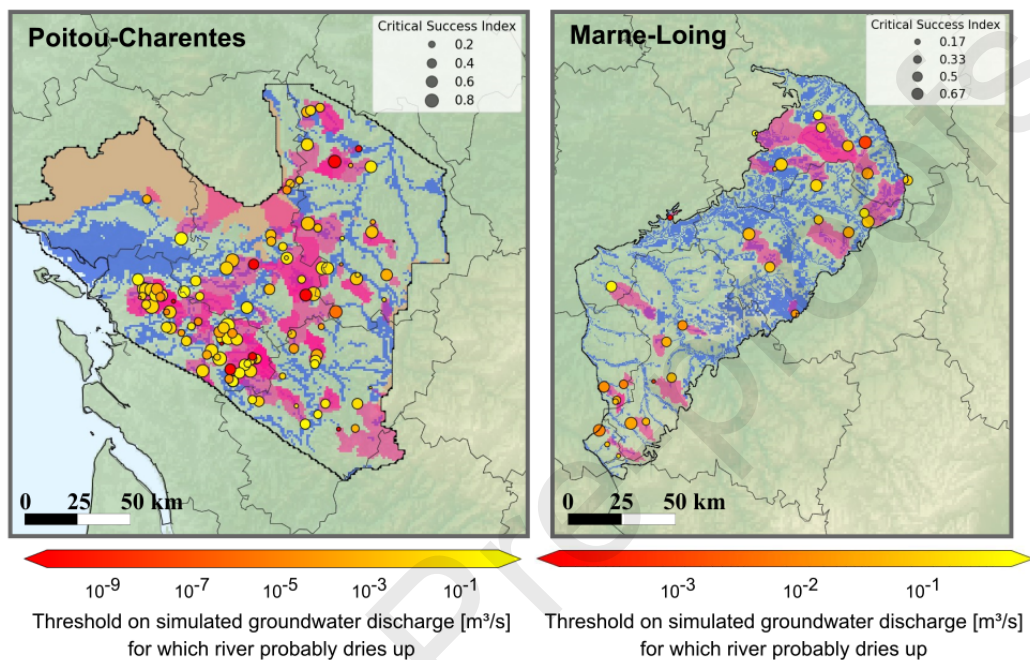 Poitou-Charentes
Critical Success Index
0.2
0.4
0.6
0.8
0 25 50 km
10⁻⁹ 10⁻⁷ 10⁻⁵ 10⁻³ 10⁻¹
Threshold on simulated groundwater discharge [m³/s]
for which river probably dries up
Marne-Loing
Critical Success Index
0.17
0.33
0.5
0.67
0 25 50 km
10⁻³ 10⁻² 10⁻¹
Threshold on simulated groundwater discharge [m³/s]
for which river probably dries up
Preprints